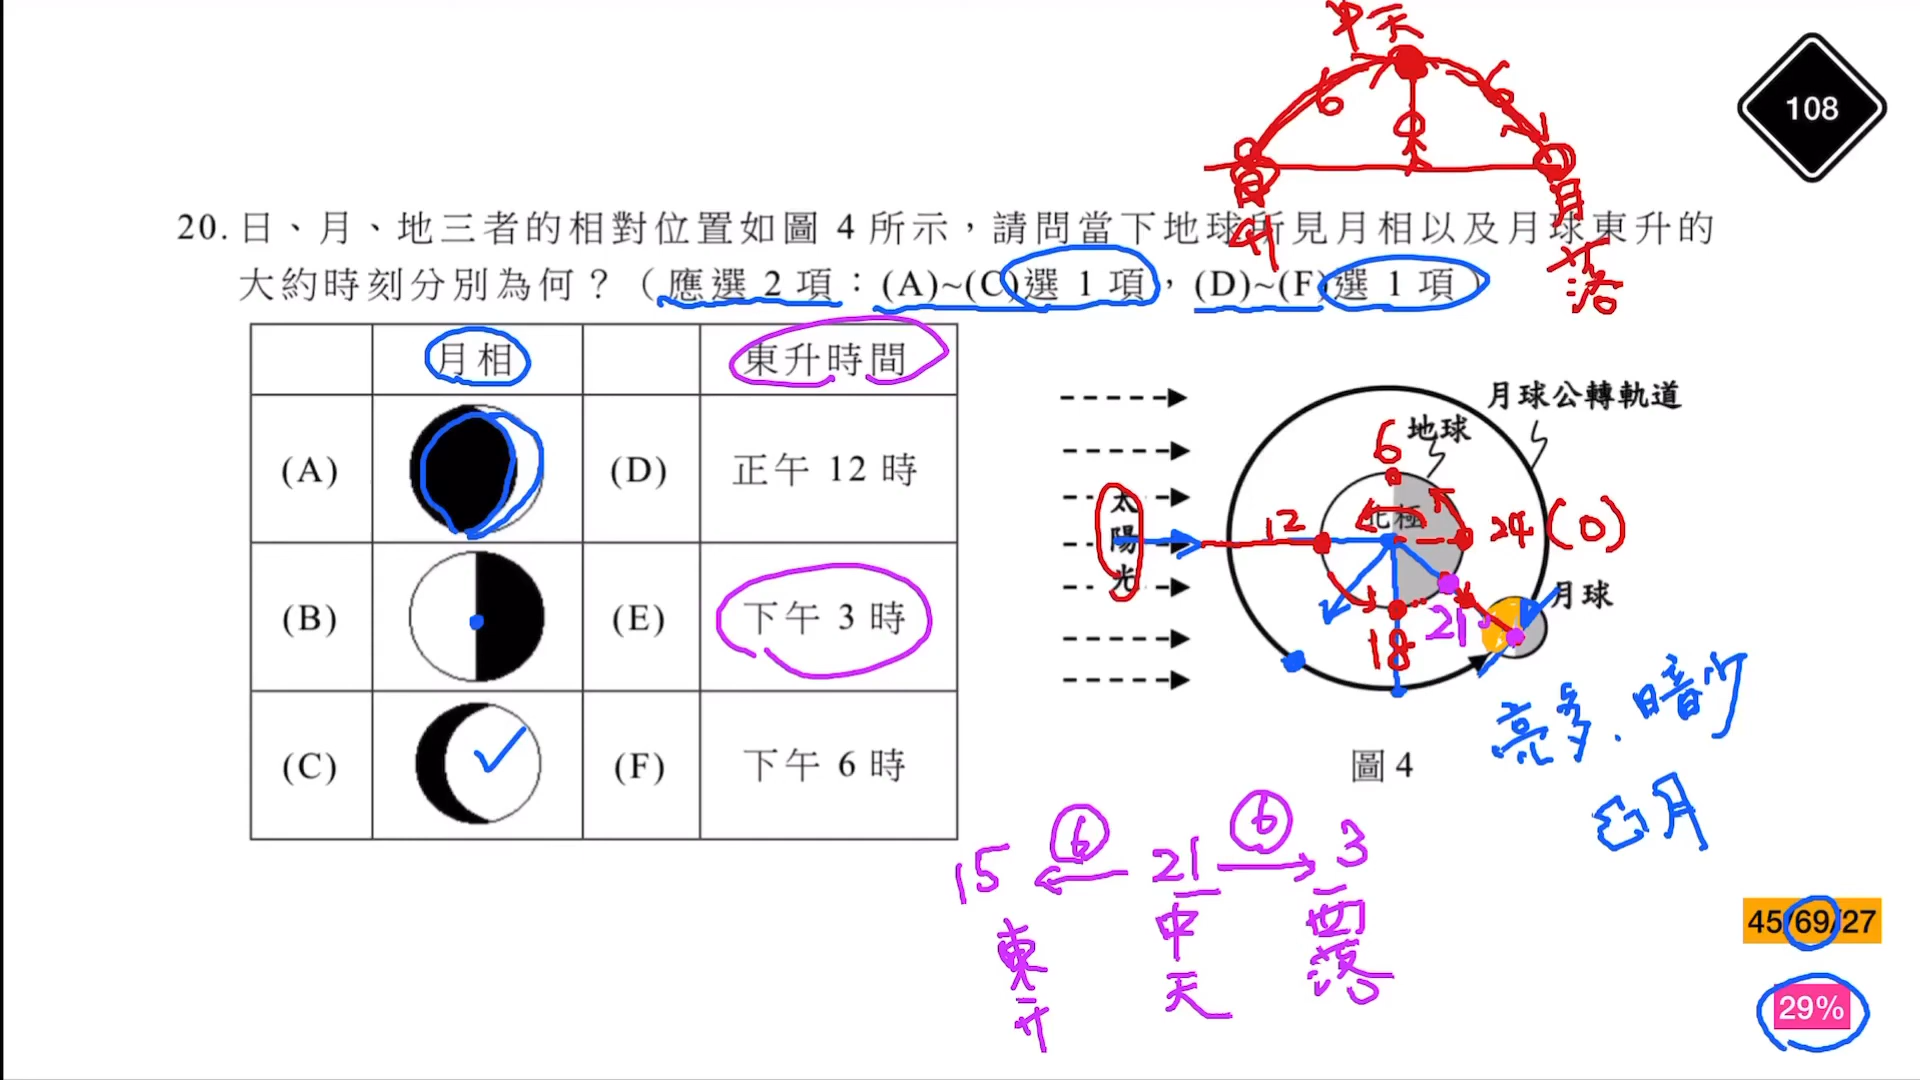 中天
6
6
108
月升
月落
20.日、月、地三者的相對位置如圖 4 所示，請問當下地球所見月相以及月球東升的
大約時刻分別為何？（應選 2 項：(A)~(C)選 1 項，(D)~(F)選 1 項）
月相 東升時間
(A) (D) 正午 12 時
(B) (E) 下午 3 時
(C) (F) 下午 6 時
月球公轉軌道
地球
6
太陽光
12
北極
24(0)
月球
21
18
圖 4
亮多.暗少
凸月
15 6 21 6 3
東升 中天 西落
45/69/27
29%